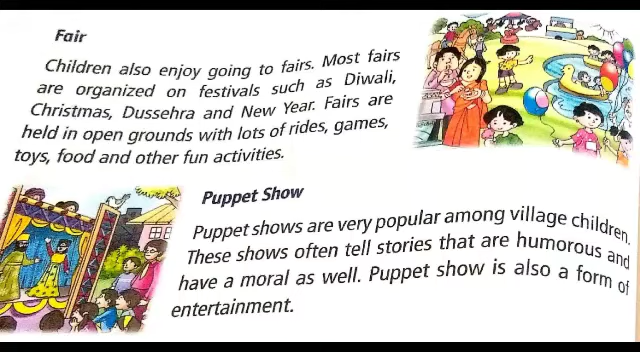 Fair
Children also enjoy going to fairs. Most fairs
are organized on festivals such as Diwali,
Christmas, Dussehra and New Year. Fairs are
held in open grounds with lots of rides, games,
toys, food and other fun activities.
Puppet Show
Puppet shows are very popular among village children.
These shows often tell stories that are humorous and
have a moral as well. Puppet show is also a form of
entertainment.